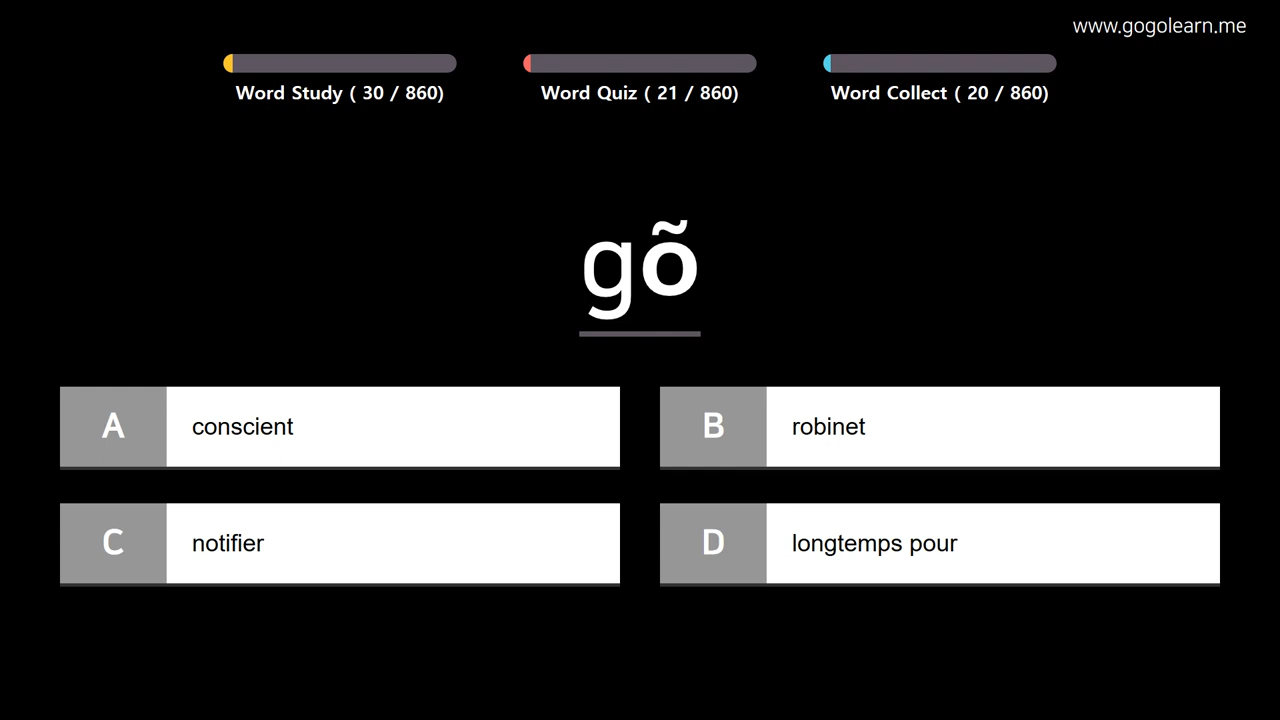 www.gogolearn.me
Word Study ( 30 / 860)
Word Quiz ( 21 / 860)
Word Collect ( 20 / 860)
gõ
A conscient
B robinet
C notifier
D longtemps pour